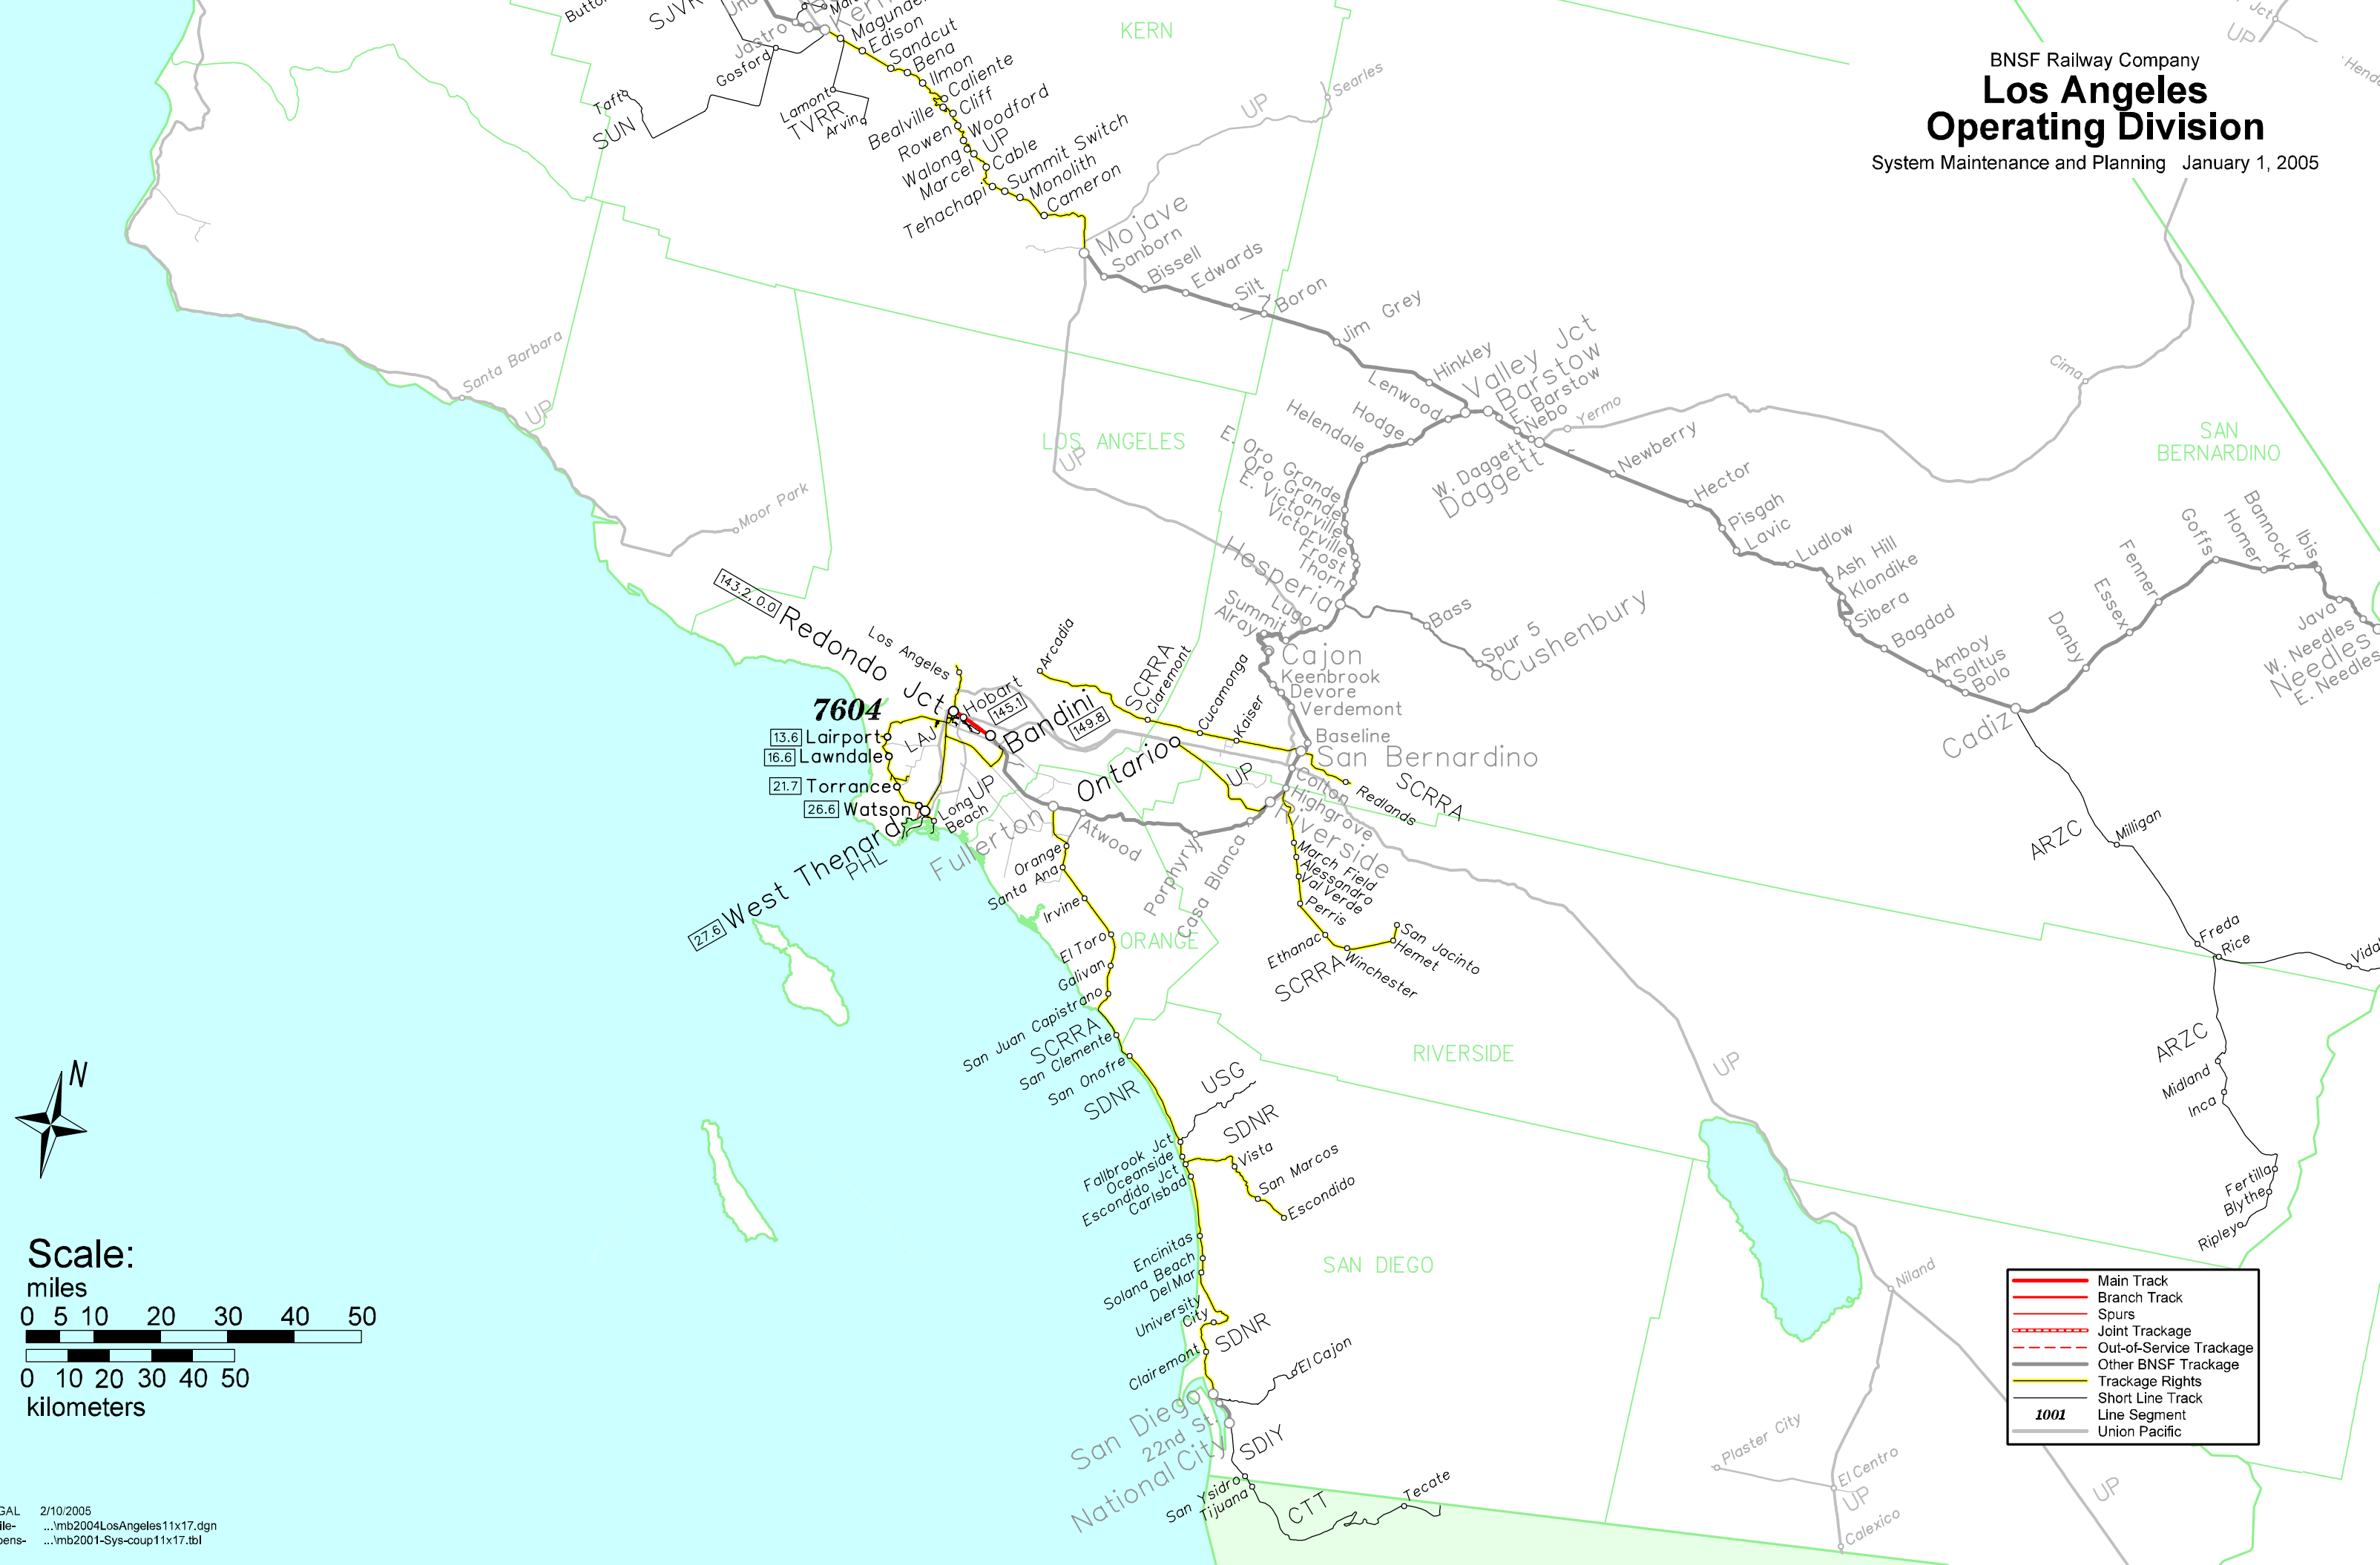 BNSF Railway Company
Los Angeles
Operating Division
System Maintenance and Planning January 1, 2005
KERN
SJVR
Jastro
Gosford
Edison
Sandcut
Bena
Ilmon
Caliente
Cliff
Woodford
UP
Cable
Summit Switch
Monolith
Cameron
Taft
SUN
Lamont
TVRR
Arvin
Bealville
Rowen
Walong
Marcel
Tehachapi
UP
Searles
UP
Mojave
Sanborn
Bissell
Edwards
Silt
Boron
Jim Grey
Hinkley
Valley Jct
Barstow
E. Barstow
Nebo
Yermo
Lenwood
Hodge
Helendale
E. Oro Grande
Oro Grande
E. Victorville
Victorville
Frost
Thorn
Hesperia
Lugo
Summit
Alray
W. Daggett
Daggett
Newberry
Hector
Pisgah
Lavic
Ludlow
Ash Hill
Klondike
Sibera
Bagdad
Amboy
Saltus
Bolo
Cadiz
Danby
Essex
Fenner
Goffs
Homer
Bannock
Ibis
Java
W. Needles
Needles
E. Needles
Cima
SAN
BERNARDINO
LOS ANGELES
UP
Santa Barbara
UP
Moor Park
Bass
Spur 5
Cushenbury
Cajon
Keenbrook
Devore
Verdemont
Baseline
San Bernardino
143.2, 0.0
Redondo Jct
Los Angeles
Hobart
145.1
Bandini
149.8
Arcadia
SCRRA
Claremont
Cucamonga
Kaiser
7604
LAJ
13.6 Lairport
16.6 Lawndale
21.7 Torrance
26.6 Watson
27.6 West Thenard
PHL
Long Beach
UP
Ontario
UP
Colton
Highgrove
Riverside
Redlands
SCRRA
Fullerton
Atwood
Porphyry
Casa Blanca
Orange
Santa Ana
Irvine
El Toro
Galivan
San Juan Capistrano
SCRRA
San Clemente
San Onofre
SDNR
ORANGE
March Field
Alessandro
Val Verde
Perris
Ethanac
SCRRA
Winchester
Hemet
San Jacinto
RIVERSIDE
UP
ARZC
Milligan
Freda
Rice
ARZC
Midland
Inca
Fertilla
Blythe
Ripley
USG
SDNR
Fallbrook Jct
Oceanside
Escondido Jct
Carlsbad
Vista
San Marcos
Escondido
Encinitas
Solana Beach
Del Mar
University
City
SDNR
Clairemont
El Cajon
SAN DIEGO
San Diego
22nd St.
National City
SDIY
San Ysidro
Tijuana
CTT
Tecate
Niland
Plaster City
El Centro
UP
Calexico
UP
N
Scale:
miles
0 5 10 20 30 40 50
0 10 20 30 40 50
kilometers
Main Track
Branch Track
Spurs
Joint Trackage
Out-of-Service Trackage
Other BNSF Trackage
Trackage Rights
Short Line Track
1001 Line Segment
Union Pacific
GAL 2/10/2005
...\mb2004LosAngeles11x17.dgn
...\mb2001-Sys-coup11x17.tbl